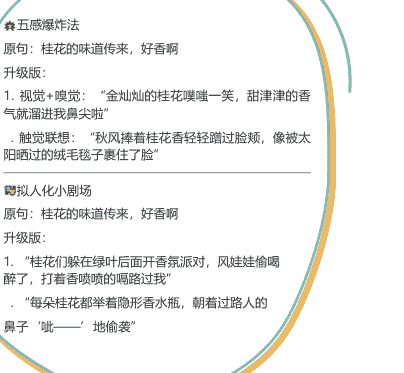 五感爆炸法
原句：桂花的味道传来，好香啊
升级版：
1. 视觉+嗅觉：“金灿灿的桂花噗嗤一笑，甜津津的香
气就溜进我鼻尖啦”
. 触觉联想：“秋风捧着桂花香轻轻蹭过脸颊，像被太
阳晒过的绒毛毯子裹住了脸”
拟人化小剧场
原句：桂花的味道传来，好香啊
升级版：
1. “桂花们躲在绿叶后面开香氛派对，风娃娃偷喝
醉了，打着香喷喷的嗝路过我”
. “每朵桂花都举着隐形香水瓶，朝着过路人的
鼻子‘呲——’地偷袭”